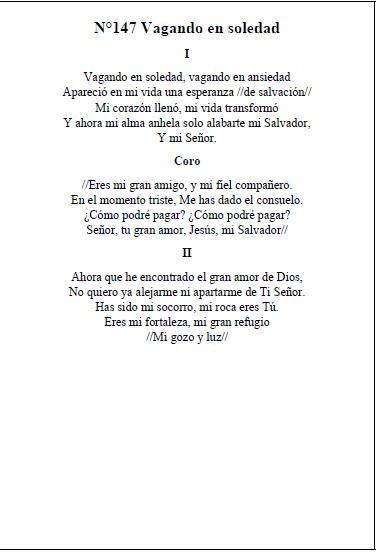 N°147 Vagando en soledad
I
Vagando en soledad, vagando en ansiedad
Apareció en mi vida una esperanza //de salvación//
Mi corazón llenó, mi vida transformó
Y ahora mi alma anhela solo alabarte mi Salvador,
Y mi Señor.
Coro
//Eres mi gran amigo, y mi fiel compañero.
En el momento triste, Me has dado el consuelo.
¿Cómo podré pagar? ¿Cómo podré pagar?
Señor, tu gran amor, Jesús, mi Salvador//
II
Ahora que he encontrado el gran amor de Dios,
No quiero ya alejarme ni apartarme de Ti Señor.
Has sido mi socorro, mi roca eres Tú.
Eres mi fortaleza, mi gran refugio
//Mi gozo y luz//